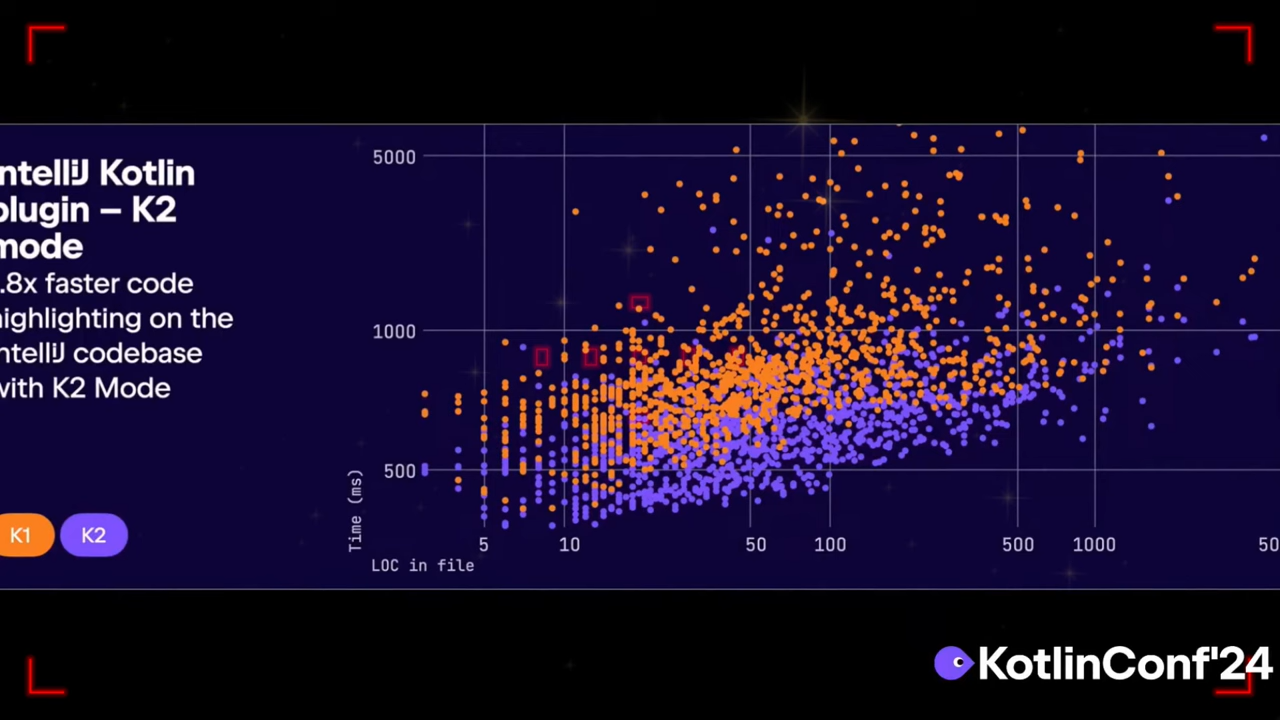 ntelliJ Kotlin
plugin – K2
mode
.8x faster code
highlighting on the
ntelliJ codebase
with K2 Mode
K1
K2
5000
1000
500
Time (ms)
5
10
50
100
500
1000
50
LOC in file
KotlinConf'24